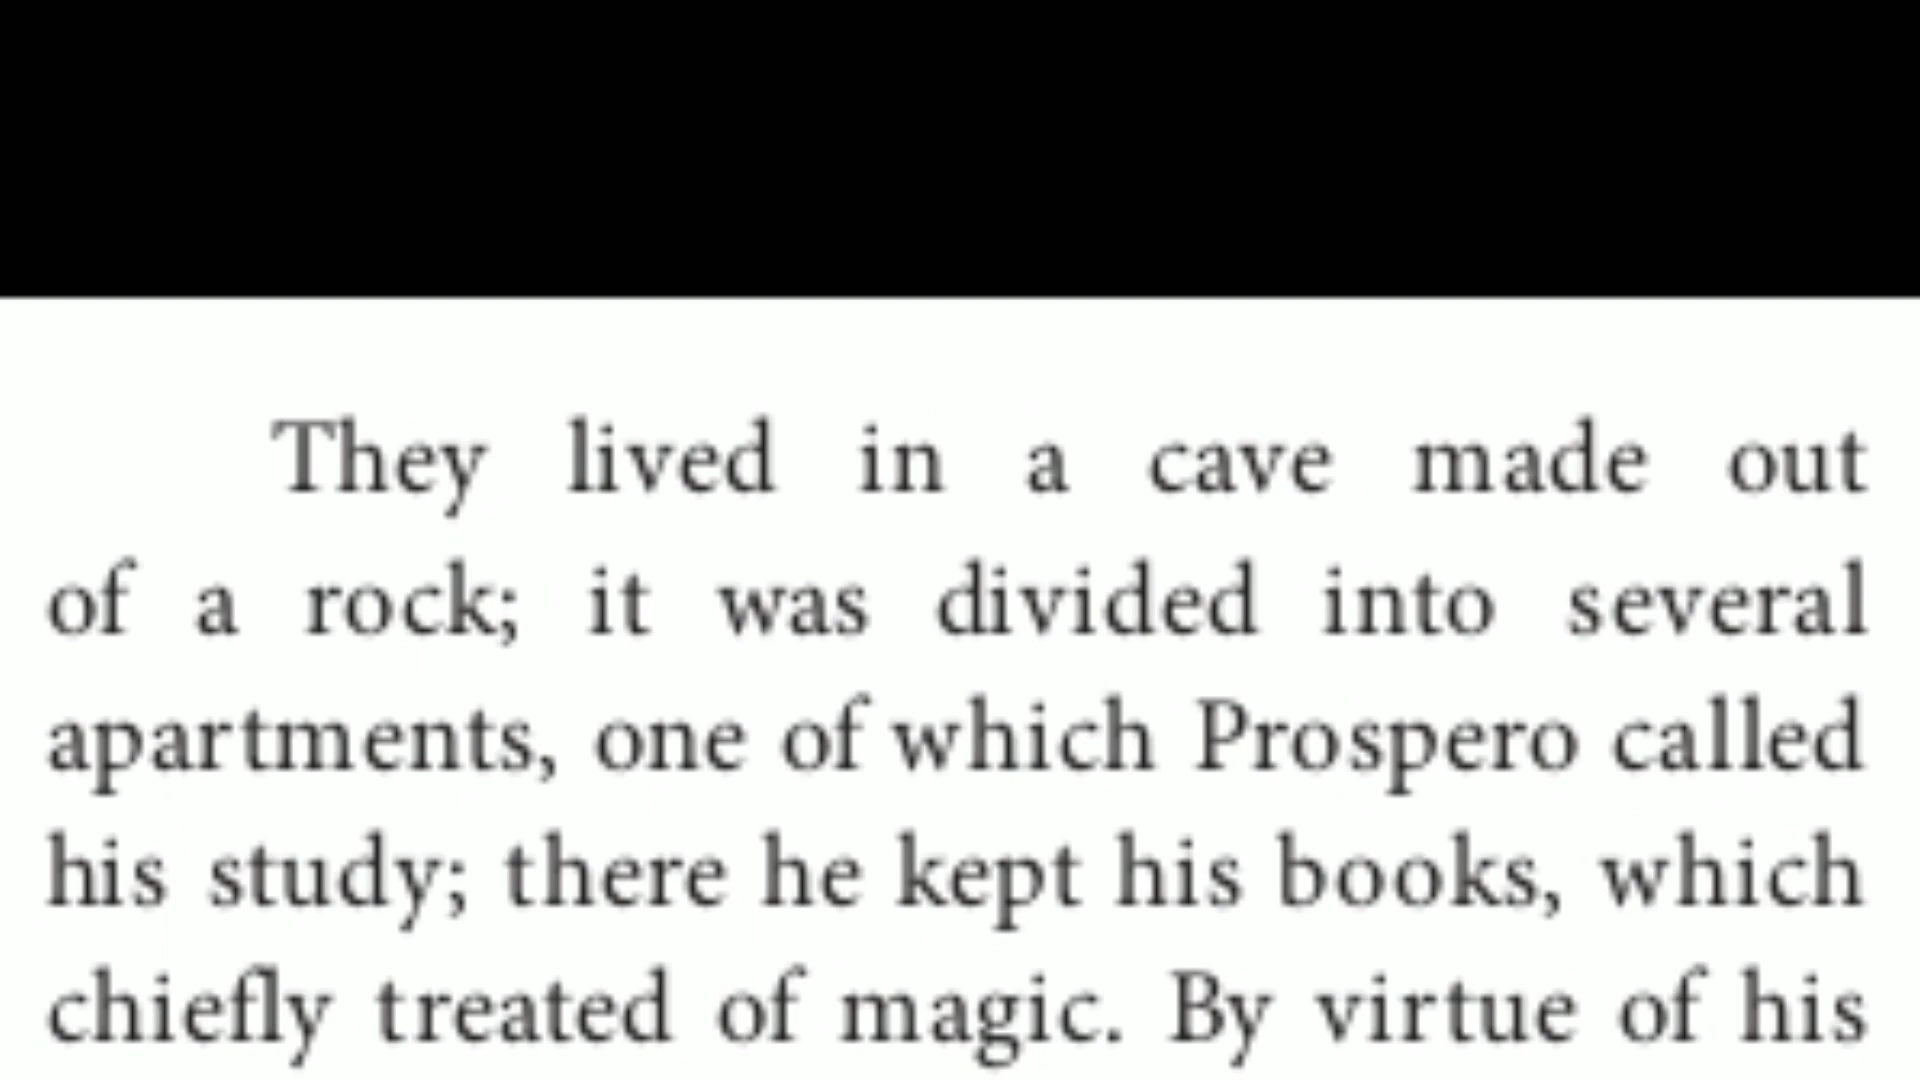 They lived in a cave made out
of a rock; it was divided into several
apartments, one of which Prospero called
his study; there he kept his books, which
chiefly treated of magic. By virtue of his